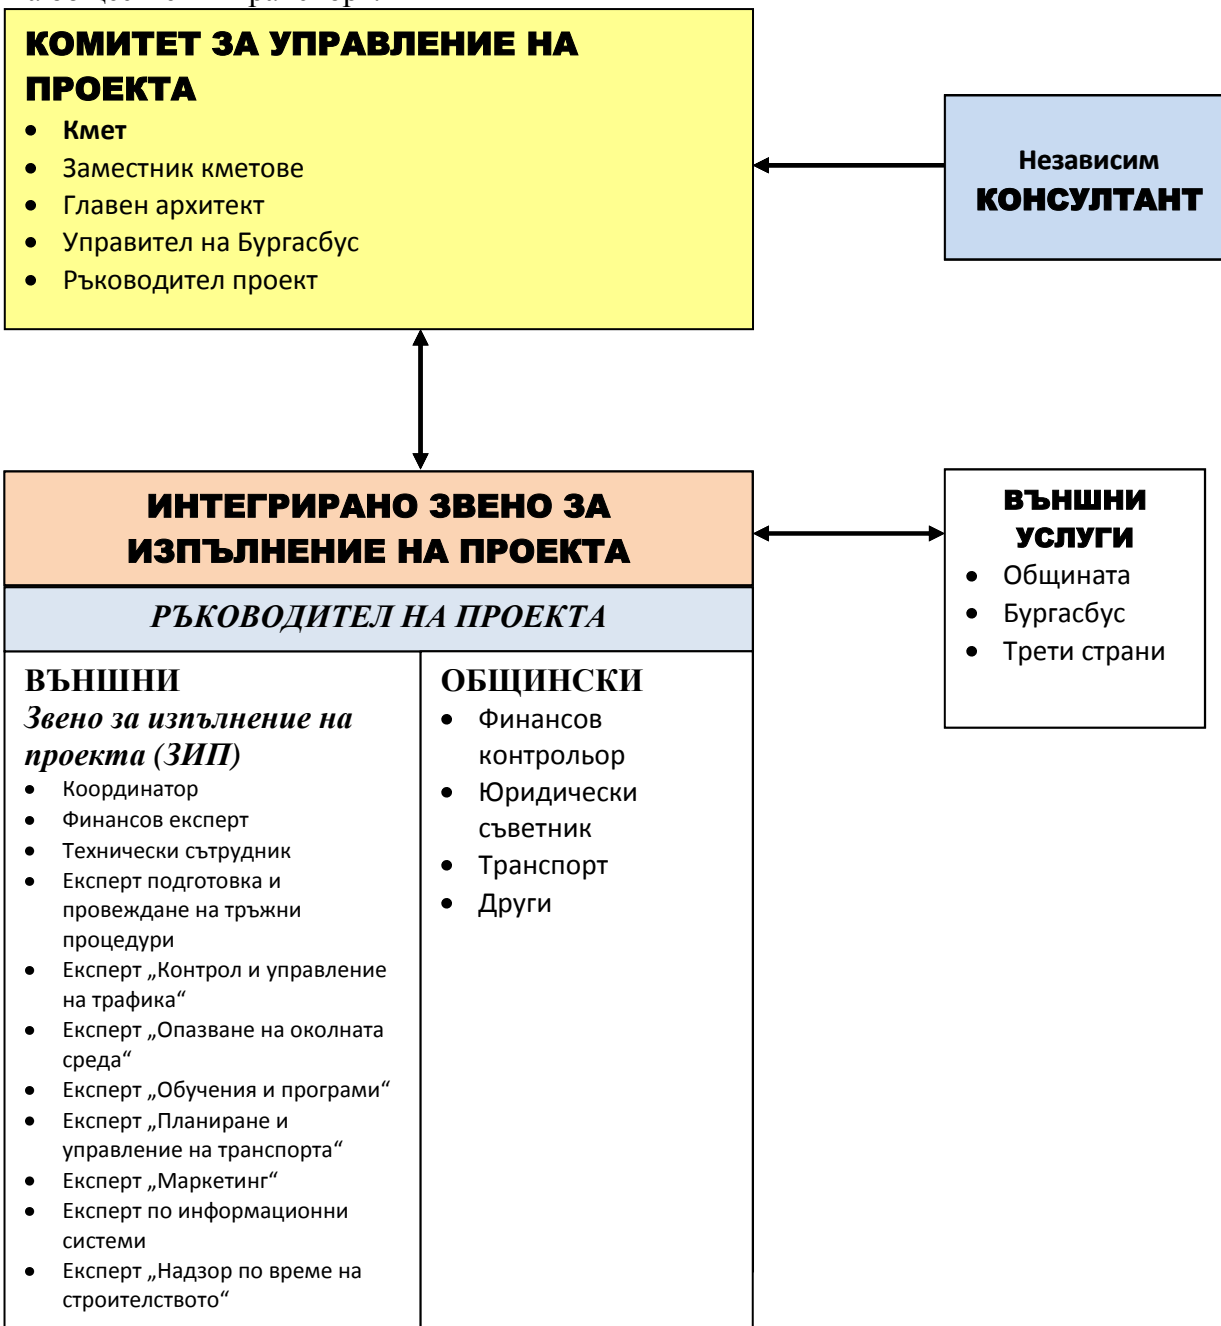 КОМИТЕТ ЗА УПРАВЛЕНИЕ НА
ПРОЕКТА
• Кмет
• Заместник кметове
• Главен архитект
• Управител на Бургасбус
• Ръководител проект
Независим
КОНСУЛТАНТ
ИНТЕГРИРАНО ЗВЕНО ЗА
ИЗПЪЛНЕНИЕ НА ПРОЕКТА
РЪКОВОДИТЕЛ НА ПРОЕКТА
ВЪНШНИ
УСЛУГИ
• Общината
• Бургасбус
• Трети страни
ВЪНШНИ
Звено за изпълнение на
проекта (ЗИП)
• Координатор
• Финансов експерт
• Технически сътрудник
• Експерт подготовка и
провеждане на тръжни
процедури
• Експерт „Контрол и управление
на трафика“
• Експерт „Опазване на околната
среда“
• Експерт „Обучения и програми“
• Експерт „Планиране и
управление на транспорта“
• Експерт „Маркетинг“
• Експерт по информационни
системи
• Експерт „Надзор по време на
строителството“
ОБЩИНСКИ
• Финансов
контрольор
• Юридически
съветник
• Транспорт
• Други